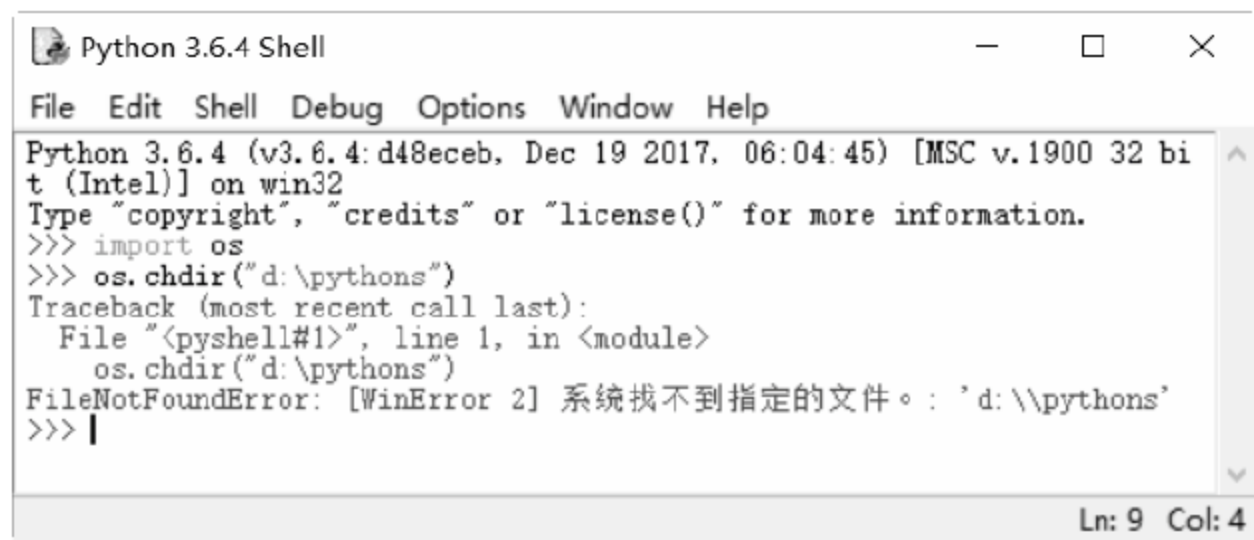 Python 3.6.4 Shell
File Edit Shell Debug Options Window Help
Python 3.6.4 (v3.6.4:d48eceb, Dec 19 2017, 06:04:45) [MSC v.1900 32 bi
t (Intel)] on win32
Type "copyright", "credits" or "license()" for more information.
>>> import os
>>> os.chdir("d:\pythons")
Traceback (most recent call last):
  File "<pyshell#1>", line 1, in <module>
    os.chdir("d:\pythons")
FileNotFoundError: [WinError 2] 系统找不到指定的文件。: 'd:\\pythons'
>>>
Ln: 9 Col: 4